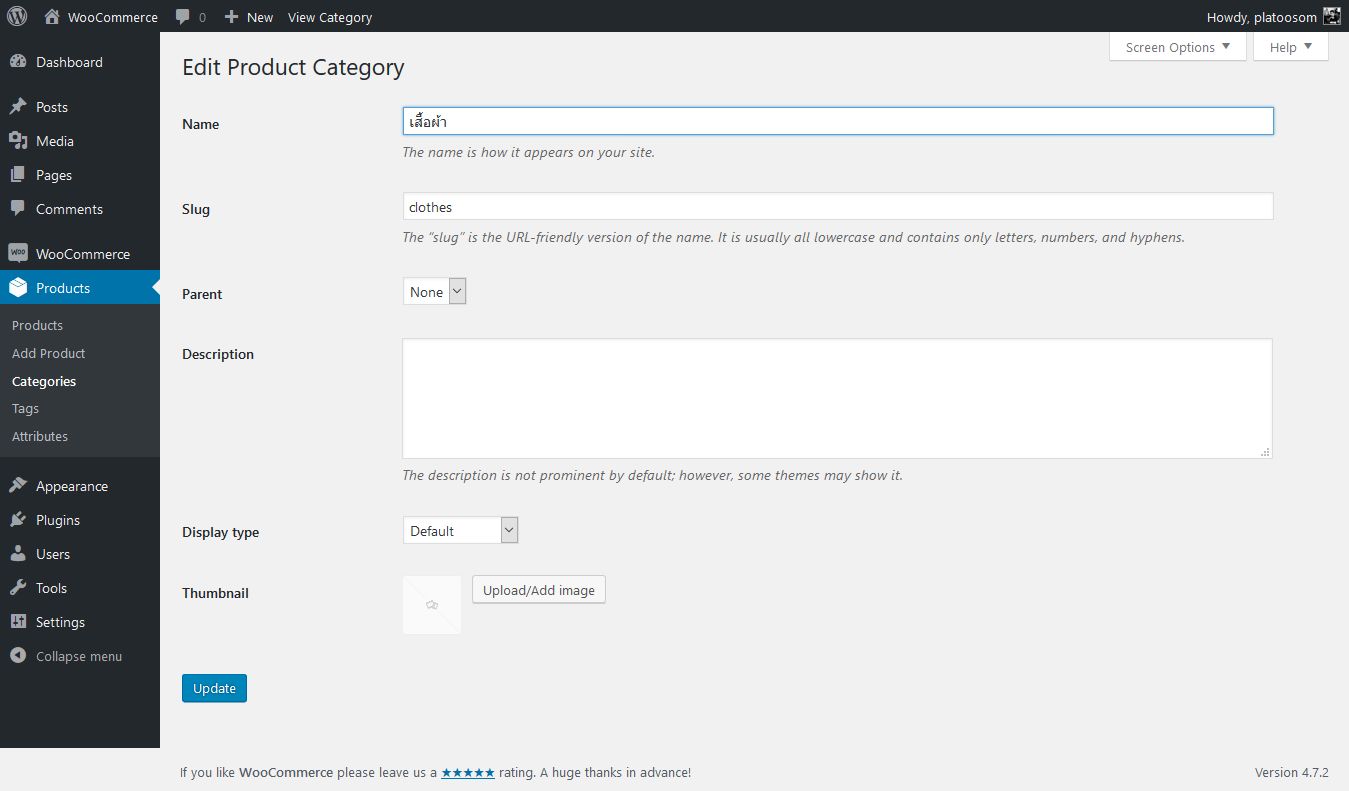 WooCommerce 0 New View Category Howdy, platoosom
Screen Options Help
Dashboard
Posts
Media
Pages
Comments
WooCommerce
Products
Products
Add Product
Categories
Tags
Attributes
Appearance
Plugins
Users
Tools
Settings
Collapse menu
Edit Product Category
Name เสื้อผ้า
The name is how it appears on your site.
Slug clothes
The “slug” is the URL-friendly version of the name. It is usually all lowercase and contains only letters, numbers, and hyphens.
Parent None
Description
The description is not prominent by default; however, some themes may show it.
Display type Default
Thumbnail Upload/Add image
Update
If you like WooCommerce please leave us a ★★★★★ rating. A huge thanks in advance! Version 4.7.2